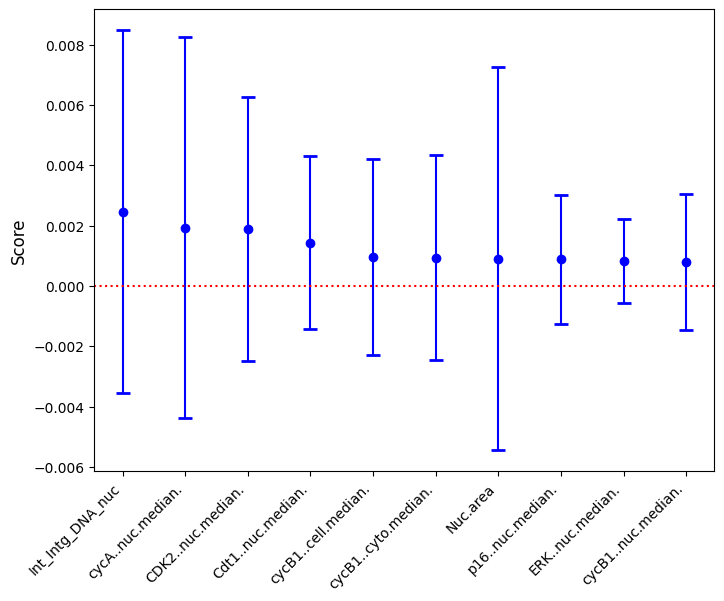 0.008
0.006
0.004
0.002
0.000
−0.002
−0.004
−0.006
Score
Int_Intg_DNA_nuc
cycA..nuc.median.
CDK2..nuc.median.
Cdt1..nuc.median.
cycB1..cell.median.
cycB1..cyto.median.
Nuc.area
p16..nuc.median.
ERK..nuc.median.
cycB1..nuc.median.